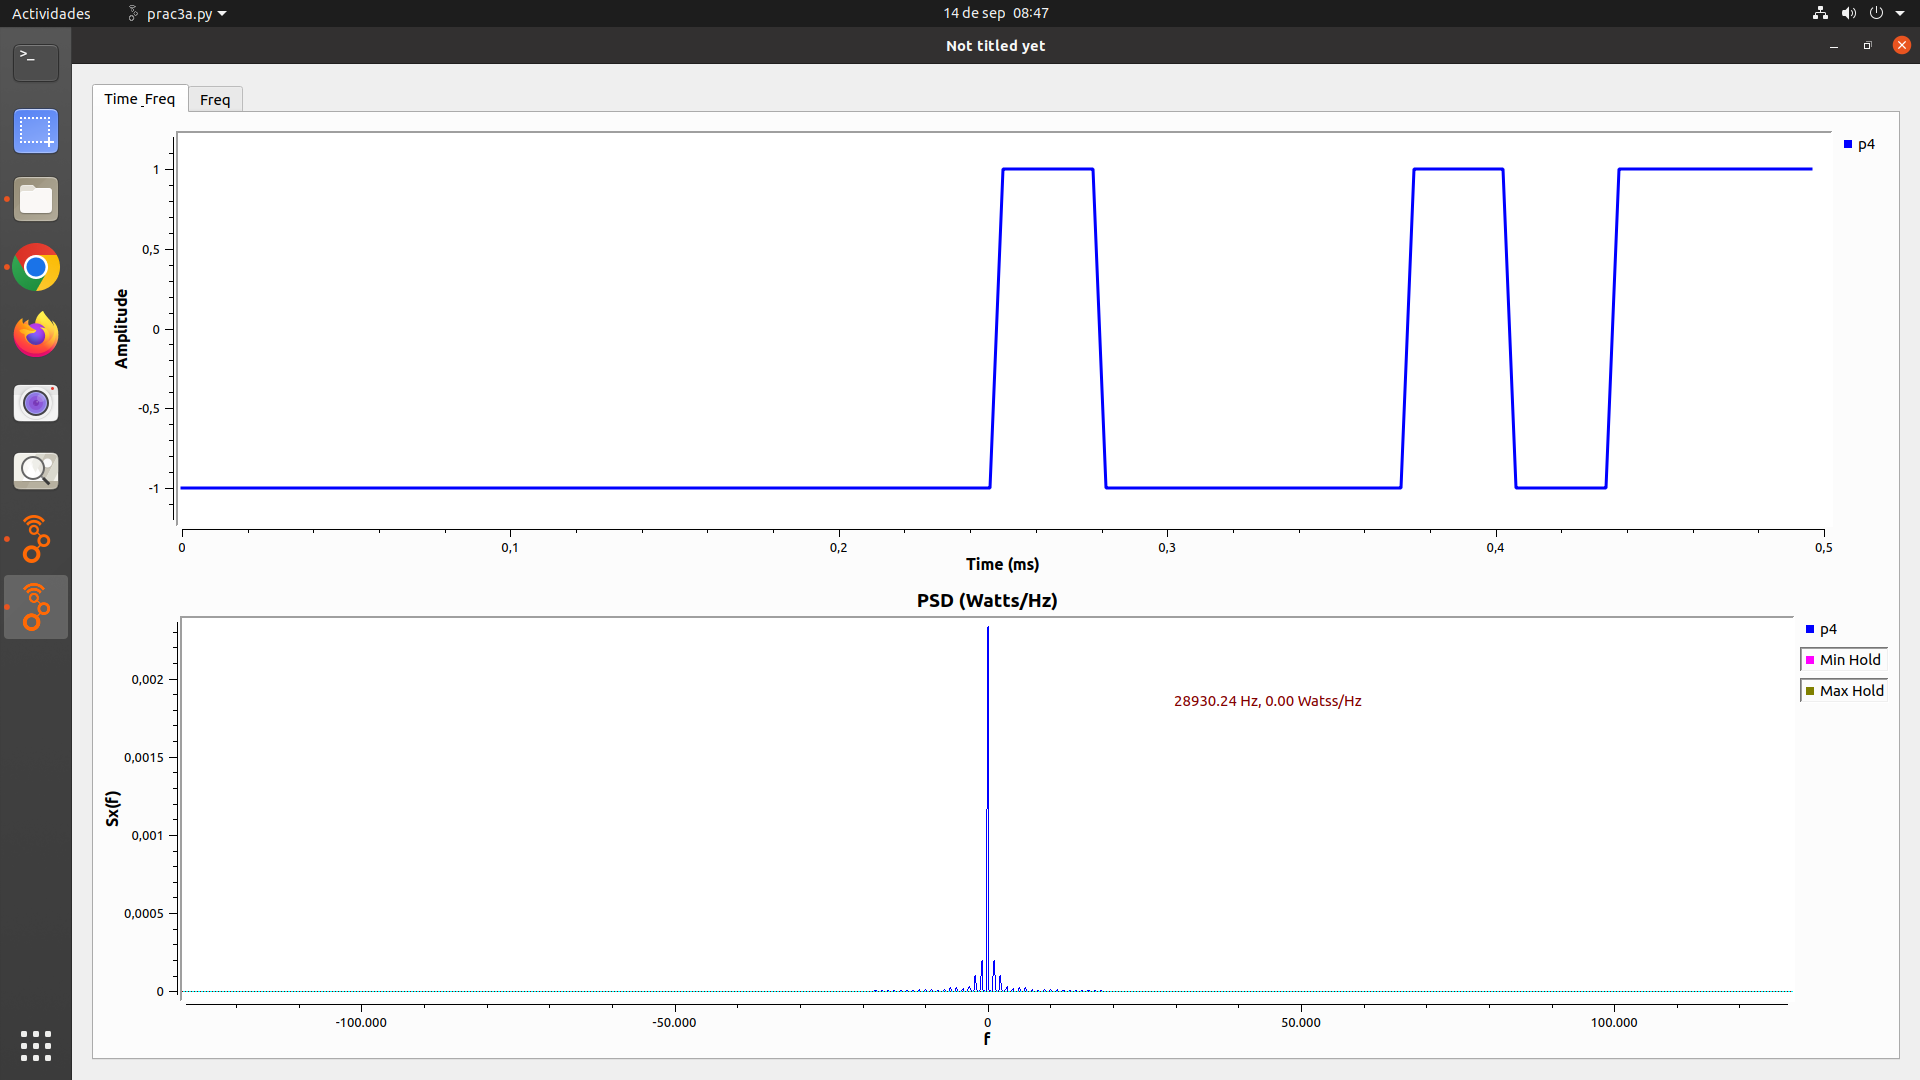 Actividades prac3a.py 14 de sep 08:47
Not titled yet
Time_Freq Freq
p4
1
0,5
0
-0,5
-1
Amplitude
0 0,1 0,2 0,3 0,4 0,5
Time (ms)
PSD (Watts/Hz)
p4
Min Hold
Max Hold
28930.24 Hz, 0.00 Watss/Hz
0,002
0,0015
0,001
0,0005
0
Sx(f)
-100.000 -50.000 0 50.000 100.000
f